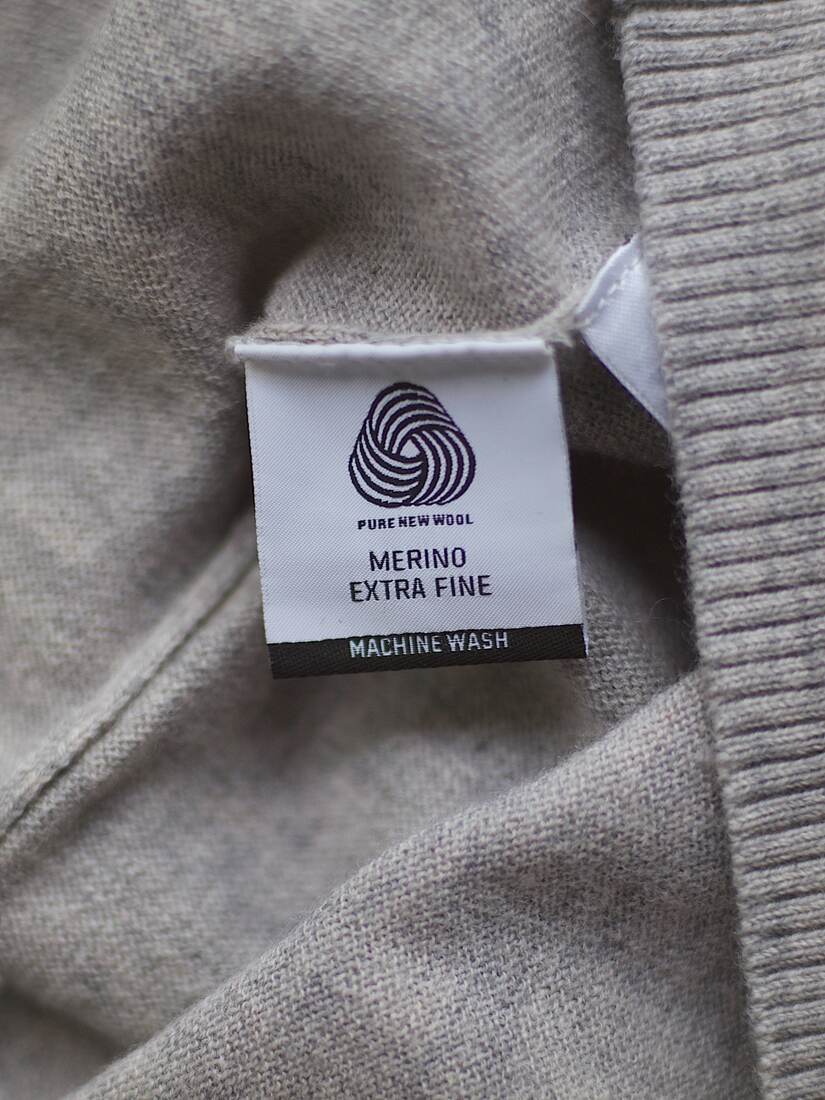 PURE NEW WOOL
MERINO
EXTRA FINE
MACHINE WASH